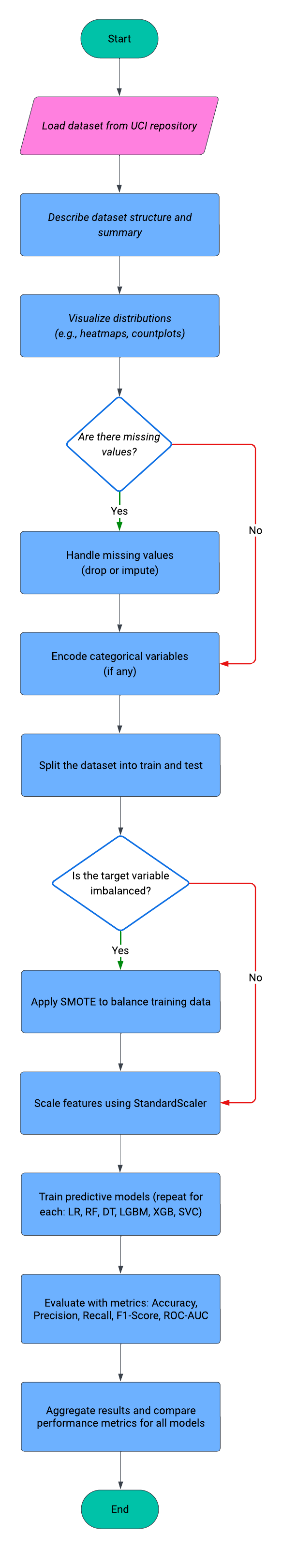 Start
Load dataset from UCI repository
Describe dataset structure and
summary
Visualize distributions
(e.g., heatmaps, countplots)
Are there missing
values?
Yes
No
Handle missing values
(drop or impute)
Encode categorical variables
(if any)
Split the dataset into train and test
Is the target variable
imbalanced?
Yes
No
Apply SMOTE to balance training data
Scale features using StandardScaler
Train predictive models (repeat for
each: LR, RF, DT, LGBM, XGB, SVC)
Evaluate with metrics: Accuracy,
Precision, Recall, F1-Score, ROC-AUC
Aggregate results and compare
performance metrics for all models
End